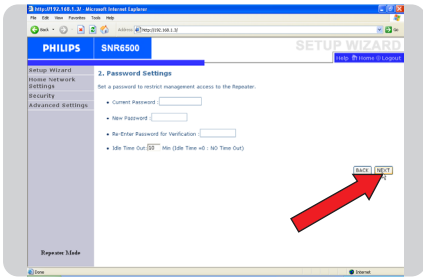 http://192.168.1.3/ - Microsoft Internet Explorer
File Edit View Favorites Tools Help
Back
Address http://192.168.1.3/
Go
PHILIPS
SNR6500
SETUP WIZARD
Help Home Logout
Setup Wizard
Home Network Settings
Security
Advanced Settings
2. Password Settings
Set a password to restrict management access to the Repeater.
• Current Password :
• New Password :
• Re-Enter Password for Verification :
• Idle Time Out: 10 Min (Idle Time =0 : NO Time Out)
BACK NEXT
Repeater Mode
Done
Internet